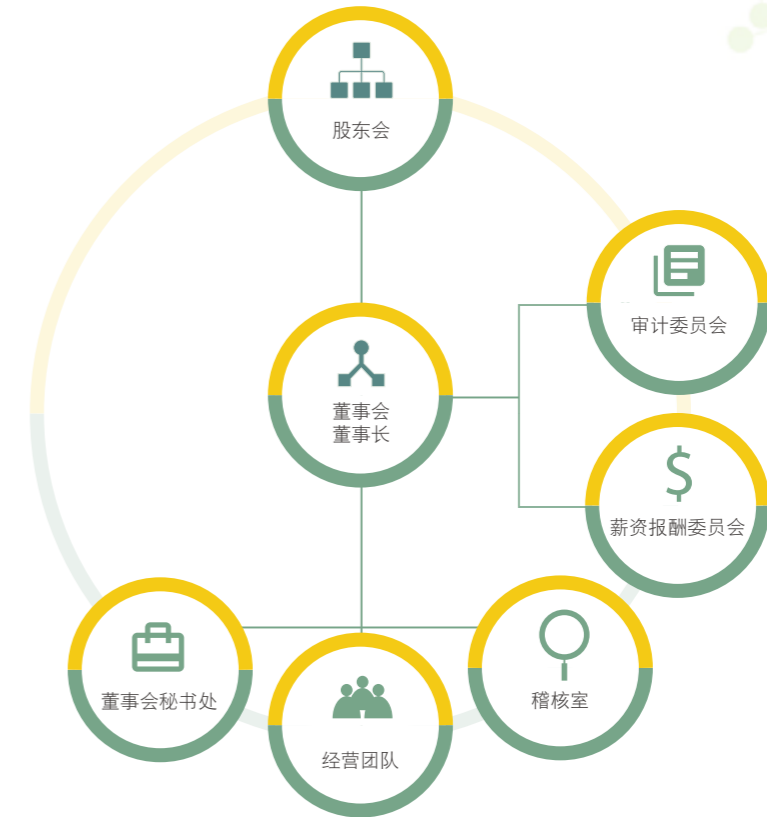 股东会
审计委员会
董事会
董事长
薪资报酬委员会
董事会秘书处
稽核室
经营团队